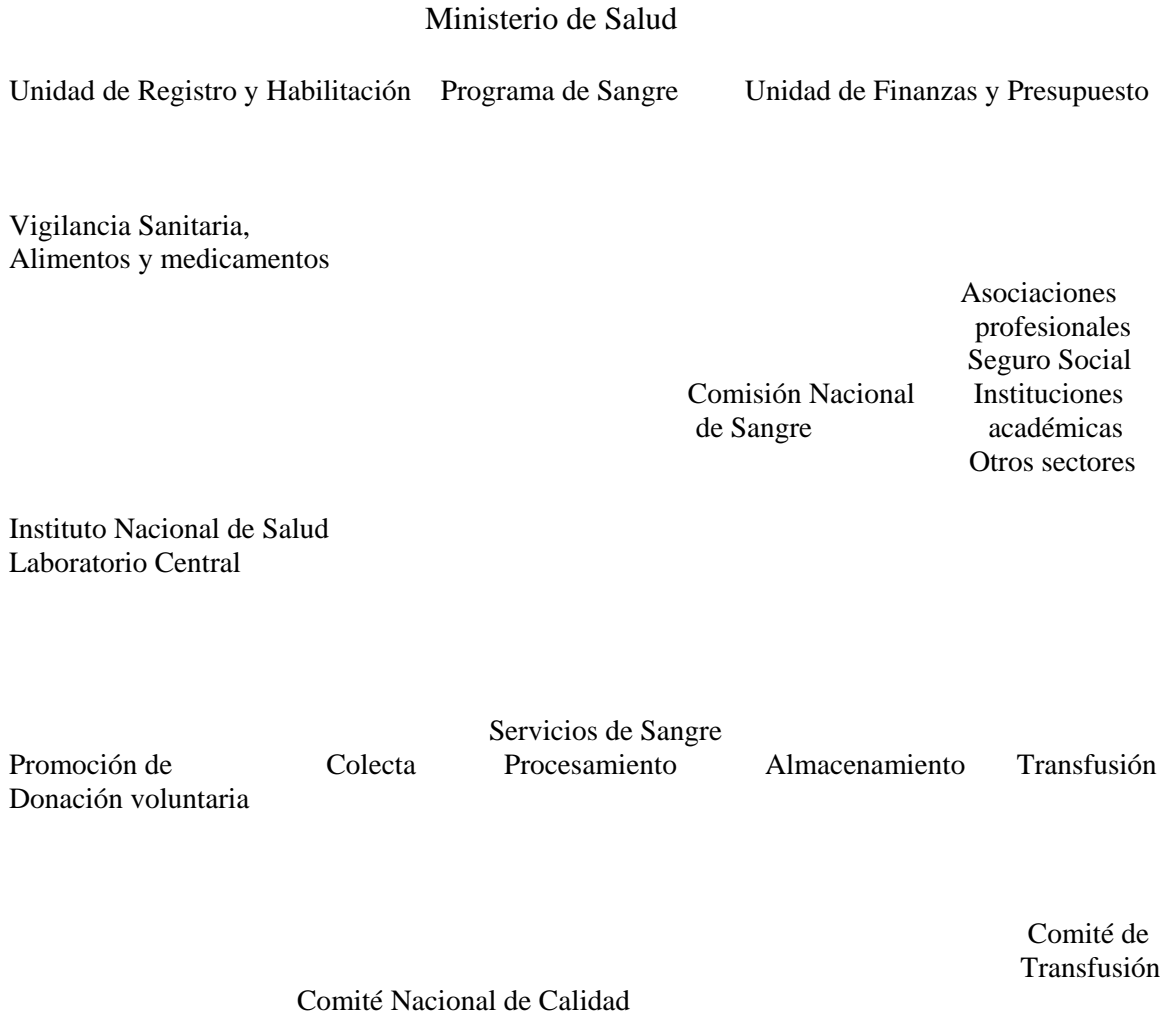 Ministerio de Salud
Unidad de Registro y Habilitación Programa de Sangre Unidad de Finanzas y Presupuesto
Vigilancia Sanitaria,
Alimentos y medicamentos
Asociaciones
profesionales
Seguro Social
Comisión Nacional Instituciones
de Sangre académicas
Otros sectores
Instituto Nacional de Salud
Laboratorio Central
Servicios de Sangre
Promoción de Colecta Procesamiento Almacenamiento Transfusión
Donación voluntaria
Comité de
Transfusión
Comité Nacional de Calidad